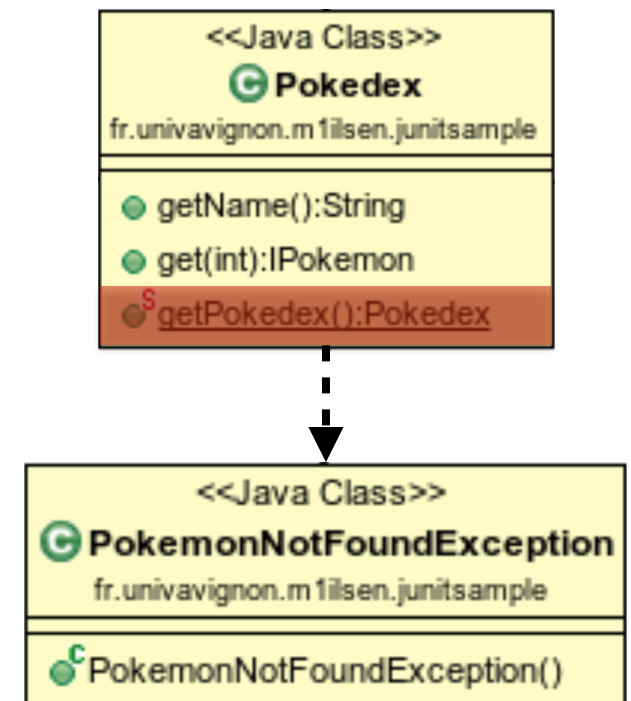 <<Java Class>>
C Pokedex
fr.univavignon.m1ilsen.junitsample
getName():String
get(int):IPokemon
S getPokedex():Pokedex
<<Java Class>>
C PokemonNotFoundException
fr.univavignon.m1ilsen.junitsample
C PokemonNotFoundException()